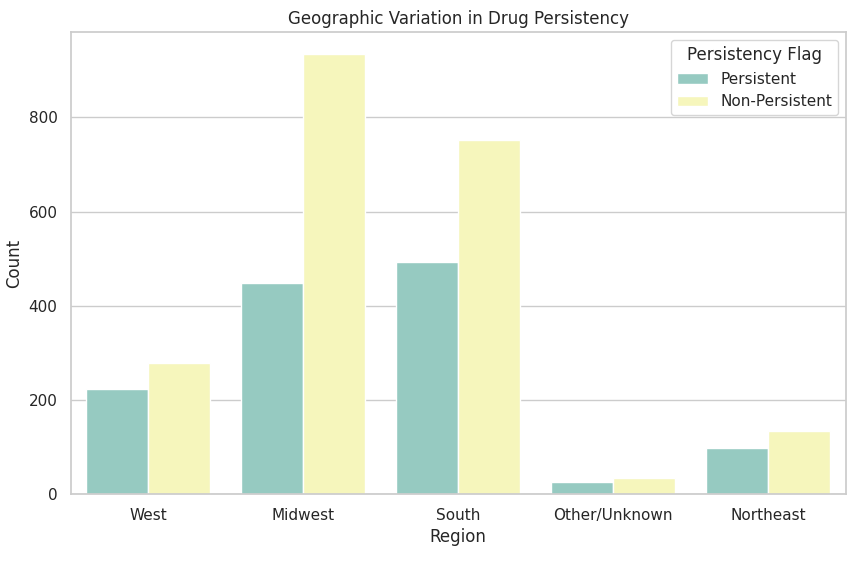 Geographic Variation in Drug Persistency
Persistency Flag
Persistent
Non-Persistent
Count
800
600
400
200
0
West Midwest South Other/Unknown Northeast
Region